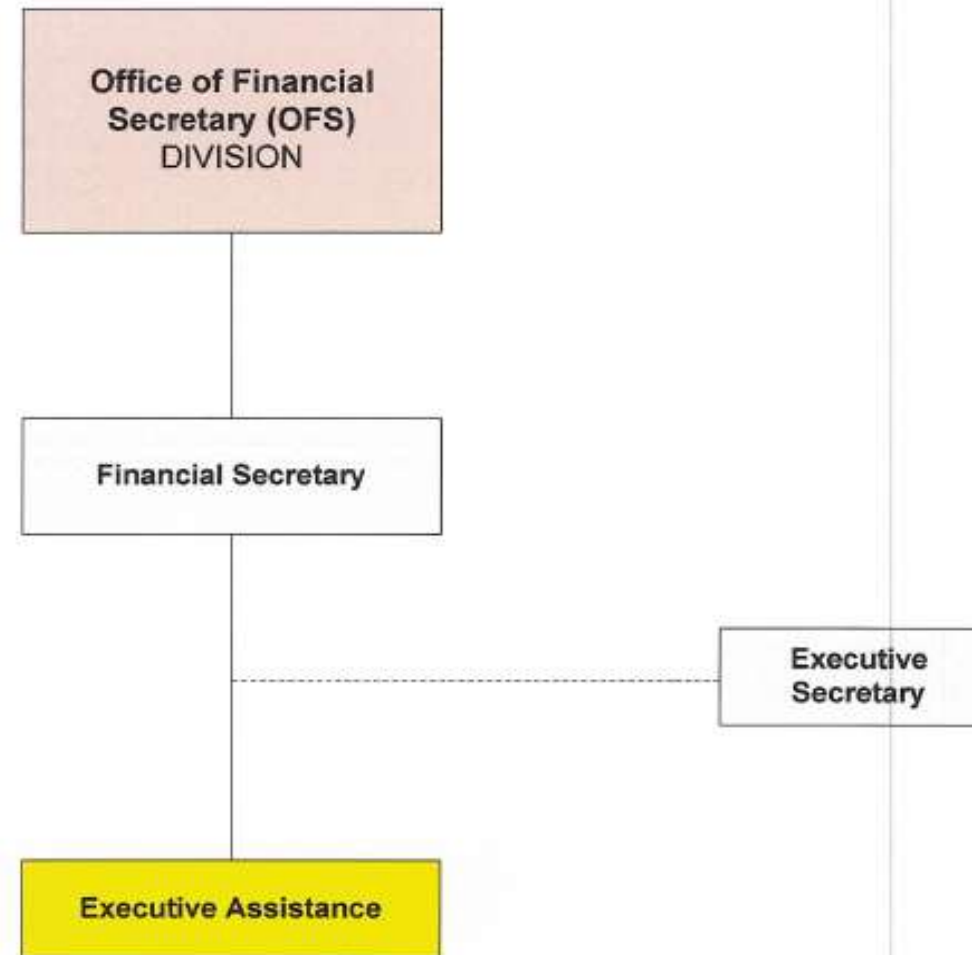 Office of Financial
Secretary (OFS)
DIVISION
Financial Secretary
Executive
Secretary
Executive Assistance